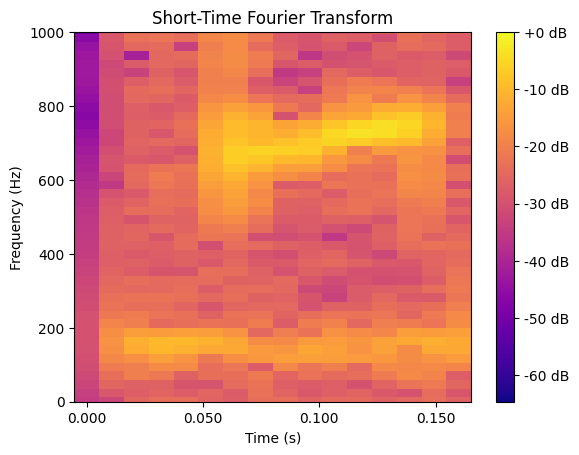 Short-Time Fourier Transform
Frequency (Hz)
1000
800
600
400
200
0
0.000
0.050
0.100
0.150
Time (s)
+0 dB
-10 dB
-20 dB
-30 dB
-40 dB
-50 dB
-60 dB